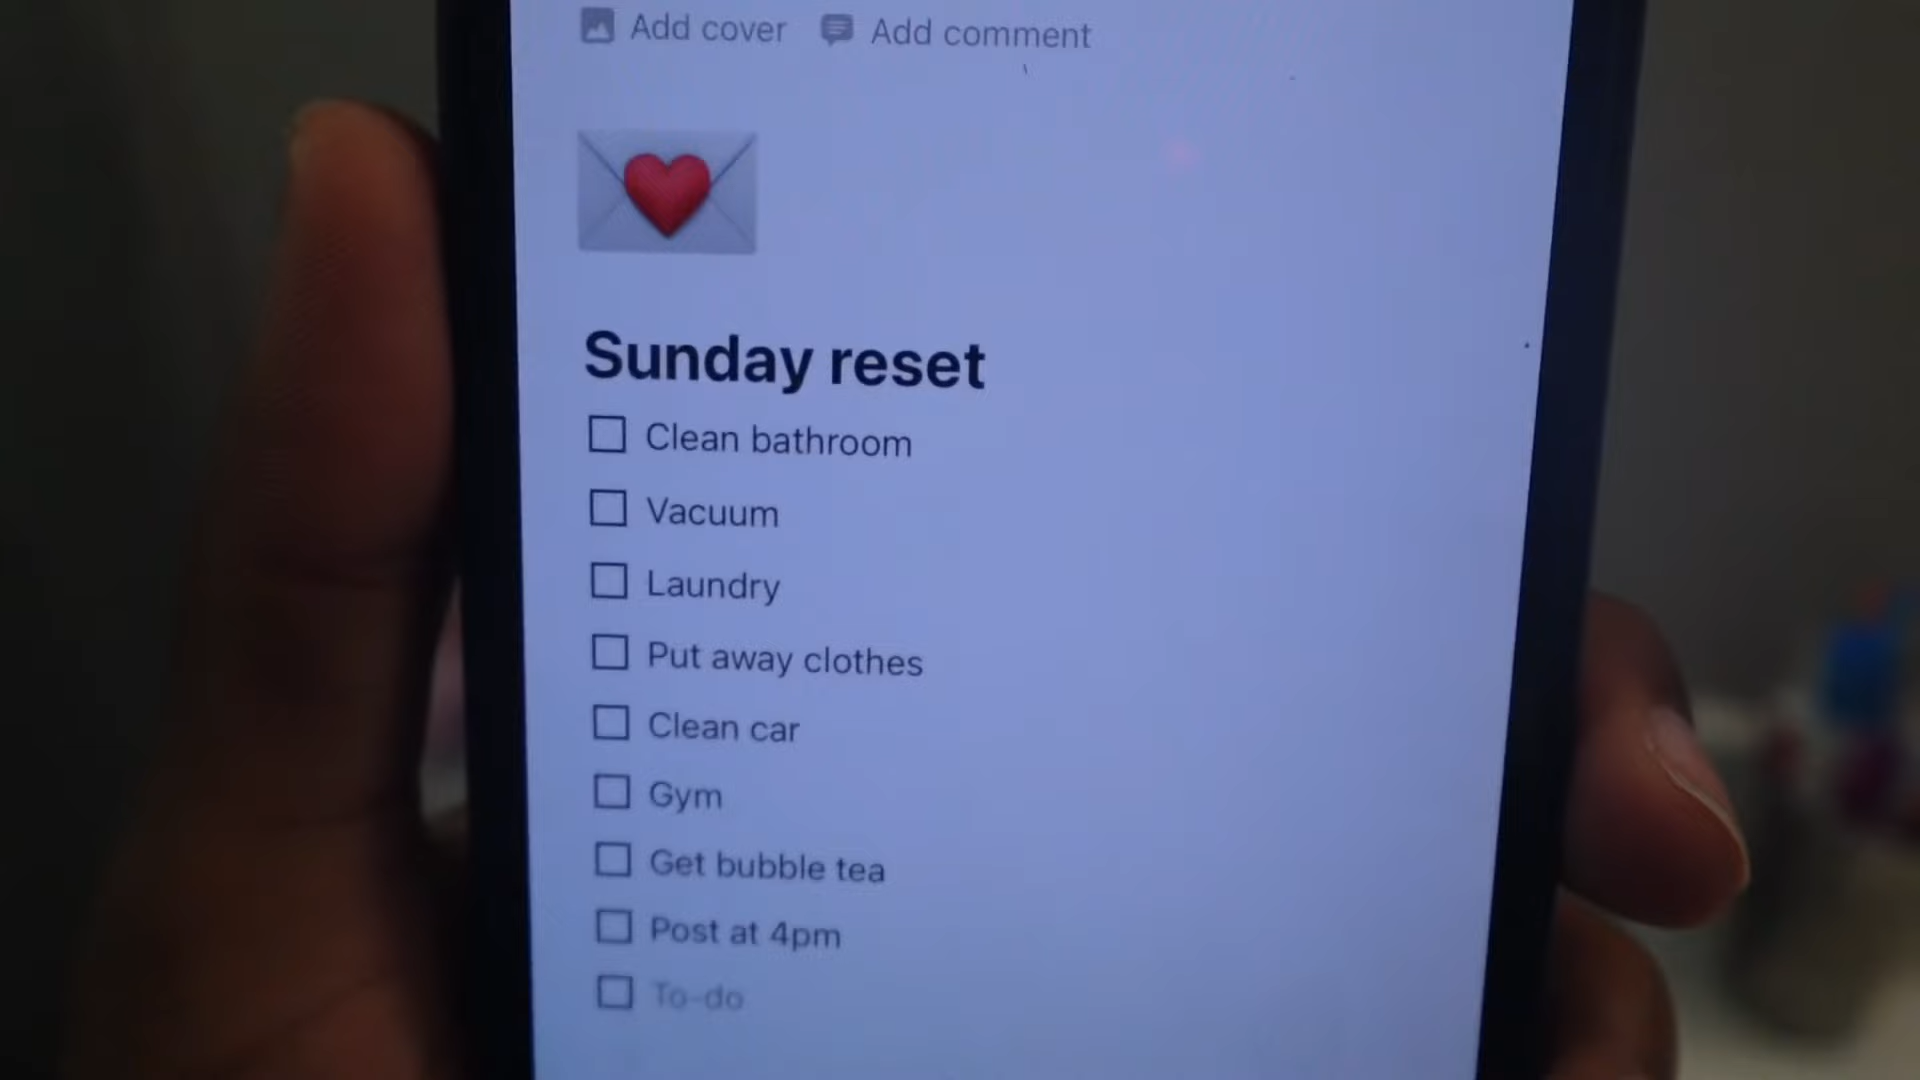 Add cover Add comment
Sunday reset
Clean bathroom
Vacuum
Laundry
Put away clothes
Clean car
Gym
Get bubble tea
Post at 4pm
To-do